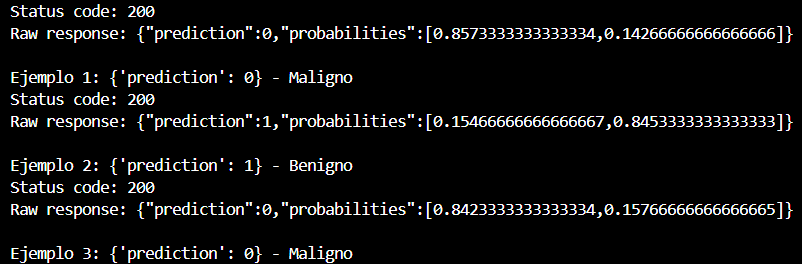 Status code: 200
Raw response: {"prediction":0,"probabilities":[0.8573333333333334,0.14266666666666666]}
Ejemplo 1: {'prediction': 0} - Maligno
Status code: 200
Raw response: {"prediction":1,"probabilities":[0.15466666666666667,0.8453333333333333]}
Ejemplo 2: {'prediction': 1} - Benigno
Status code: 200
Raw response: {"prediction":0,"probabilities":[0.8423333333333334,0.15766666666666665]}
Ejemplo 3: {'prediction': 0} - Maligno